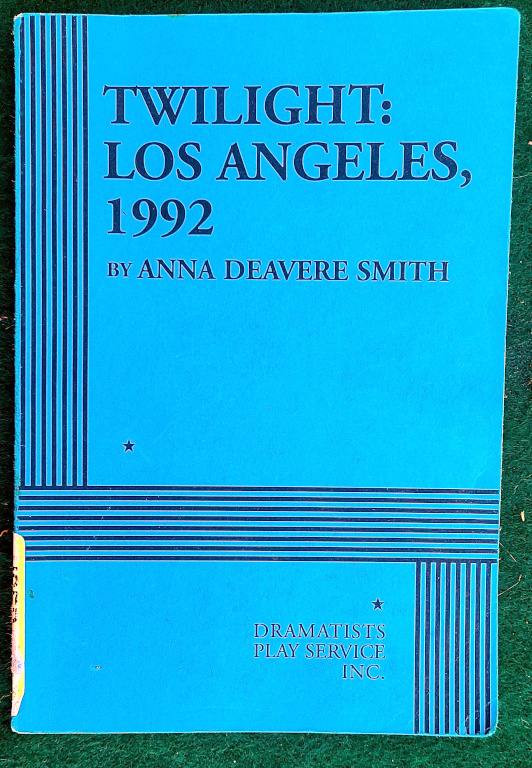 TWILIGHT:
LOS ANGELES,
1992
BY ANNA DEAVERE SMITH
DRAMATISTS
PLAY SERVICE
INC.